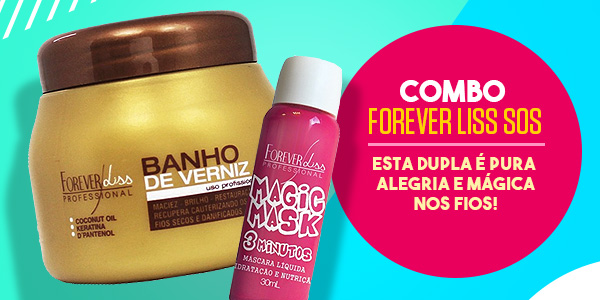 FOREVER Liss
PROFESSIONAL
COCONUT OIL
KERATINA
D'PANTENOL
BANHO
DE VERNIZ
uso
MACIEZ - BRILHO -
RECUPERA CAUTERIZANDO OS
FIOS SECOS E DANIFICADOS
FOREVER Liss
PROFESSIONAL
MAGIC
MASK
3 MINUTOS
MÁSCARA LÍQUIDA
30mL
COMBO
FOREVER LISS SOS
ESTA DUPLA É PURA
ALEGRIA E MÁGICA
NOS FIOS!